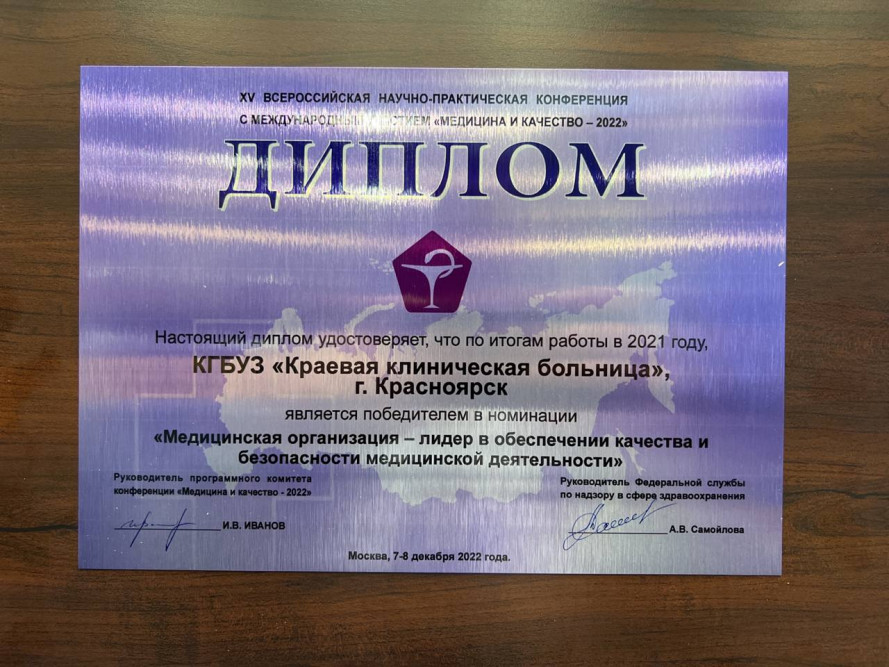 XV ВСЕРОССИЙСКАЯ НАУЧНО-ПРАКТИЧЕСКАЯ КОНФЕРЕНЦИЯ
С МЕЖДУНАРОДНЫМ УЧАСТИЕМ «МЕДИЦИНА И КАЧЕСТВО – 2022»
ДИПЛОМ
Настоящий диплом удостоверяет, что по итогам работы в 2021 году,
КГБУЗ «Краевая клиническая больница»,
г. Красноярск
является победителем в номинации
«Медицинская организация – лидер в обеспечении качества и
безопасности медицинской деятельности»
Руководитель программного комитета
конференции «Медицина и качество - 2022»
И.В. ИВАНОВ
Руководитель Федеральной службы
по надзору в сфере здравоохранения
А.В. Самойлова
Москва, 7-8 декабря 2022 года.